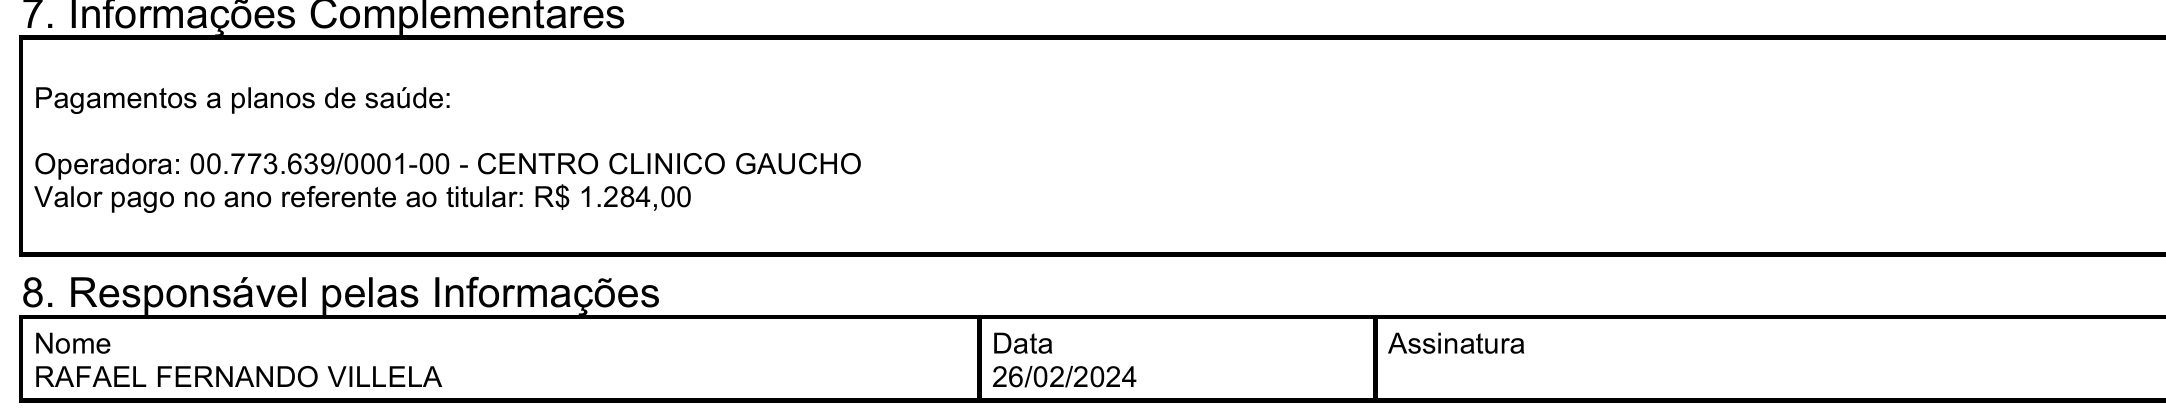 7. Informações Complementares
Pagamentos a planos de saúde:
Operadora: 00.773.639/0001-00 - CENTRO CLINICO GAUCHO
Valor pago no ano referente ao titular: R$ 1.284,00
8. Responsável pelas Informações
Nome
RAFAEL FERNANDO VILLELA
Data
26/02/2024
Assinatura